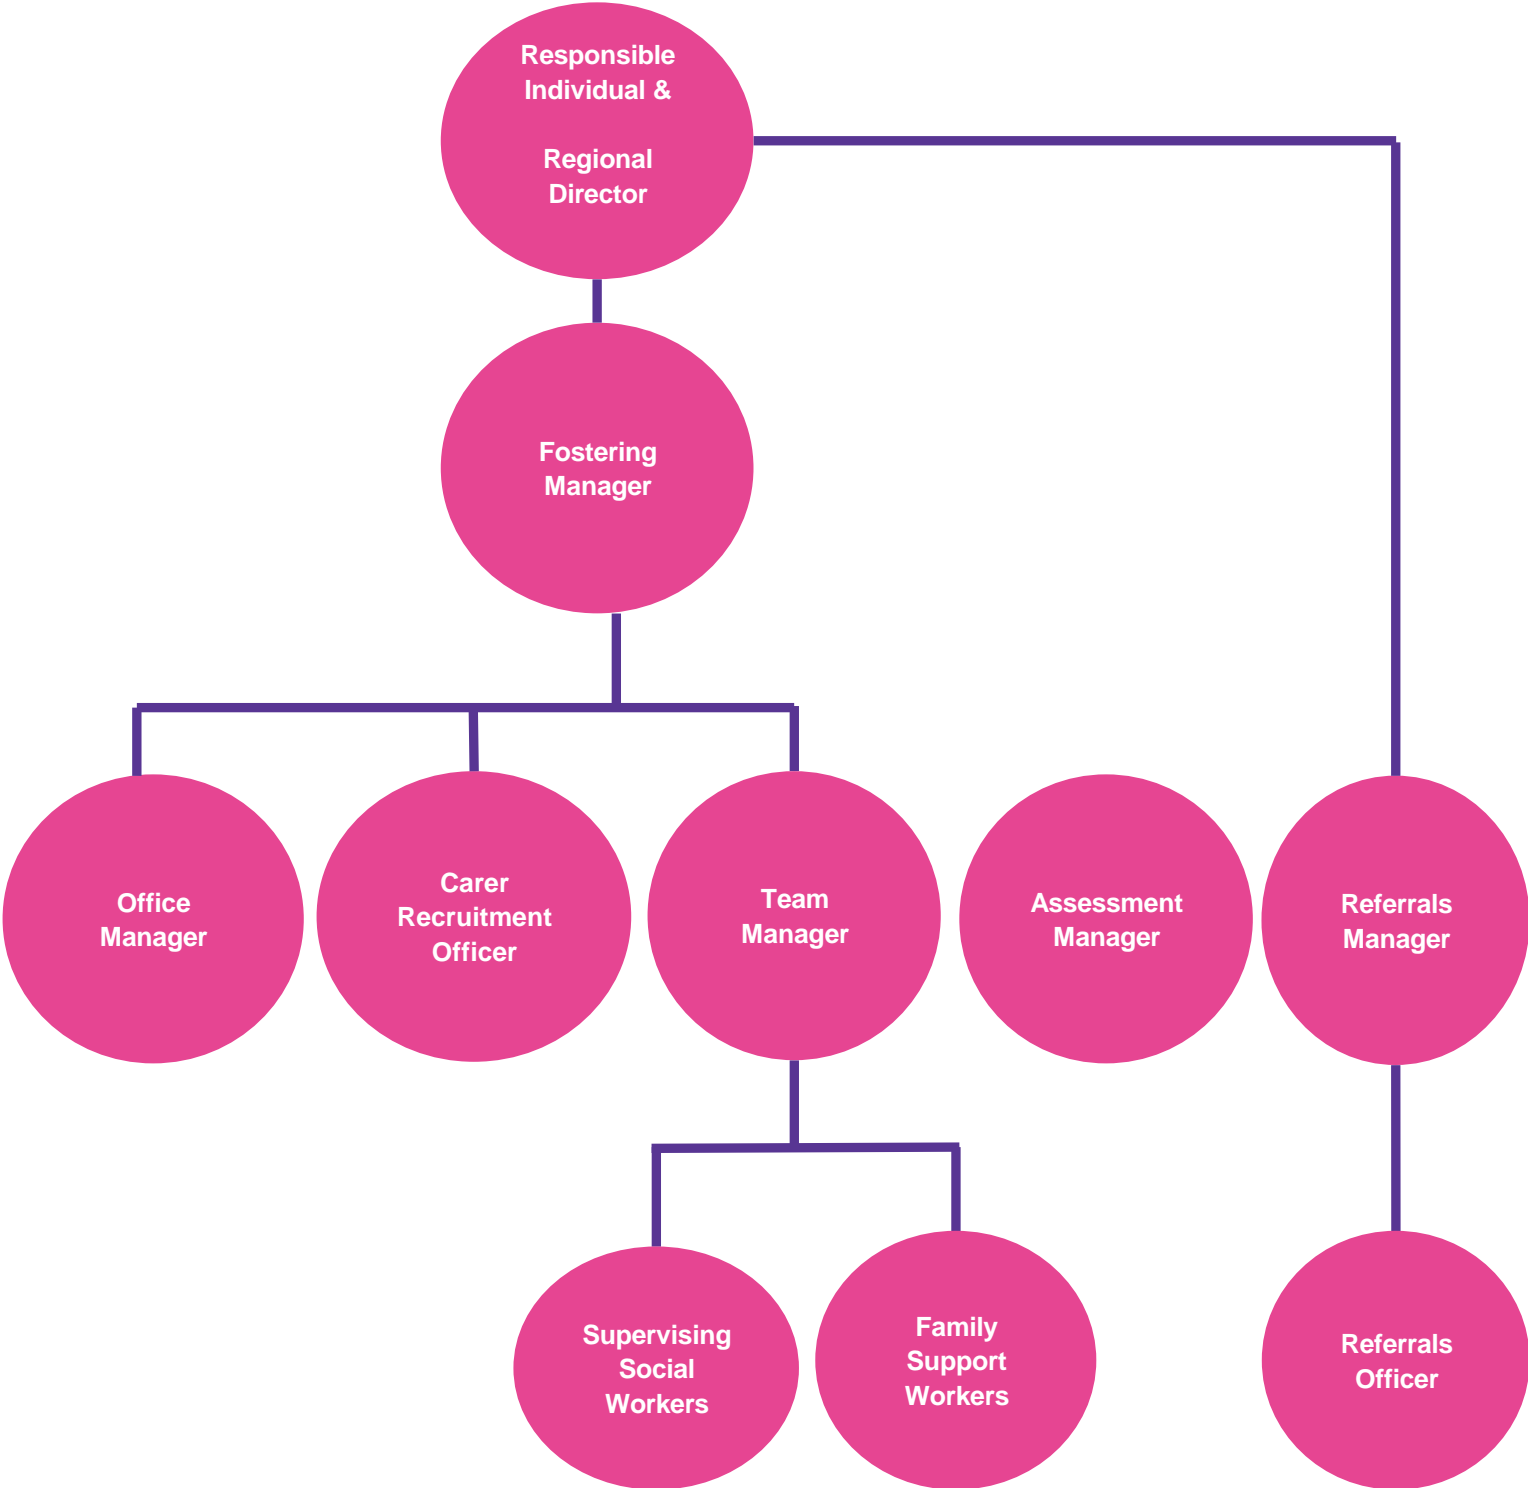 Responsible
Individual &
Regional
Director
Fostering
Manager
Office
Manager
Carer
Recruitment
Officer
Team
Manager
Assessment
Manager
Referrals
Manager
Supervising
Social
Workers
Family
Support
Workers
Referrals
Officer